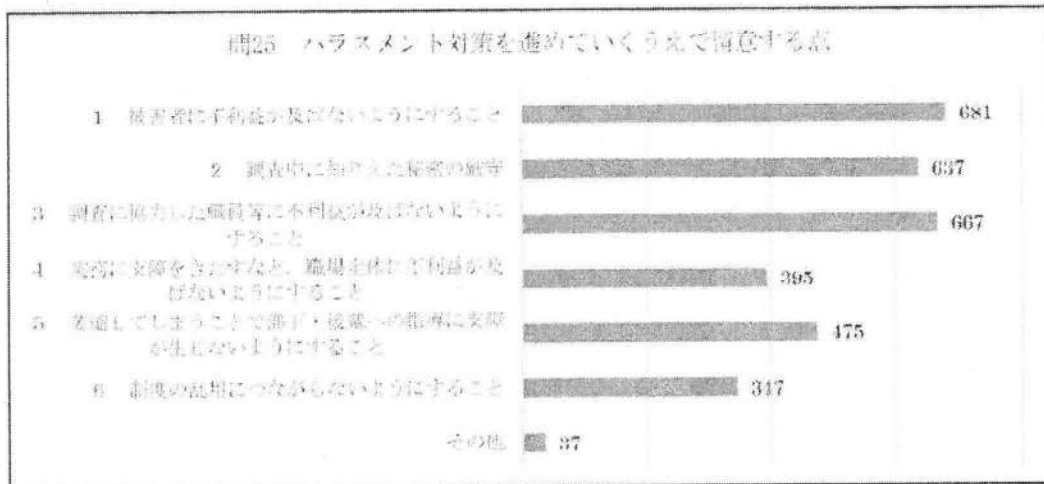 問25 ハラスメント対策を進めていくうえで留意する点
1 被害者に不利益が及ばないようにすること
681
2 調査中に知りえた秘密の厳守
637
3 調査に協力した職員等に不利益が及ばないように
すること
667
4 業務に支障をきたすなど、職場全体に不利益が及
ばないようにすること
395
5 萎縮してしまうことで部下・後輩への指導に支障
が生じないようにすること
475
6 制度の乱用につながらないようにすること
347
その他
37